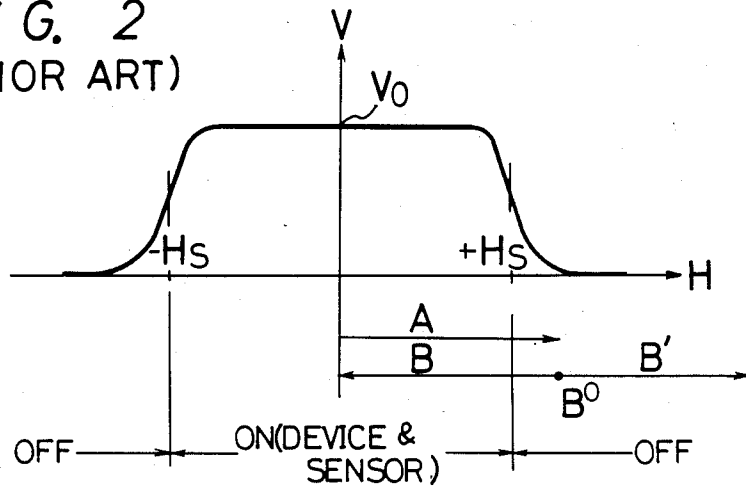 G. 2
IOR ART)
V
V0
-HS
+HS
H
A
B
B'
B0
OFF
ON(DEVICE &
SENSOR)
OFF